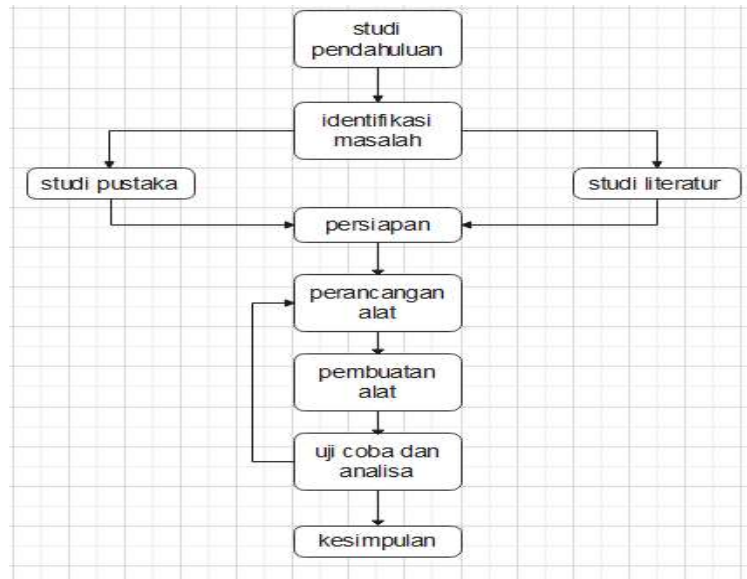 studi
pendahuluan
identifikasi
masalah
studi pustaka
studi literatur
persiapan
perancangan
alat
pembuatan
alat
uji coba dan
analisa
kesimpulan